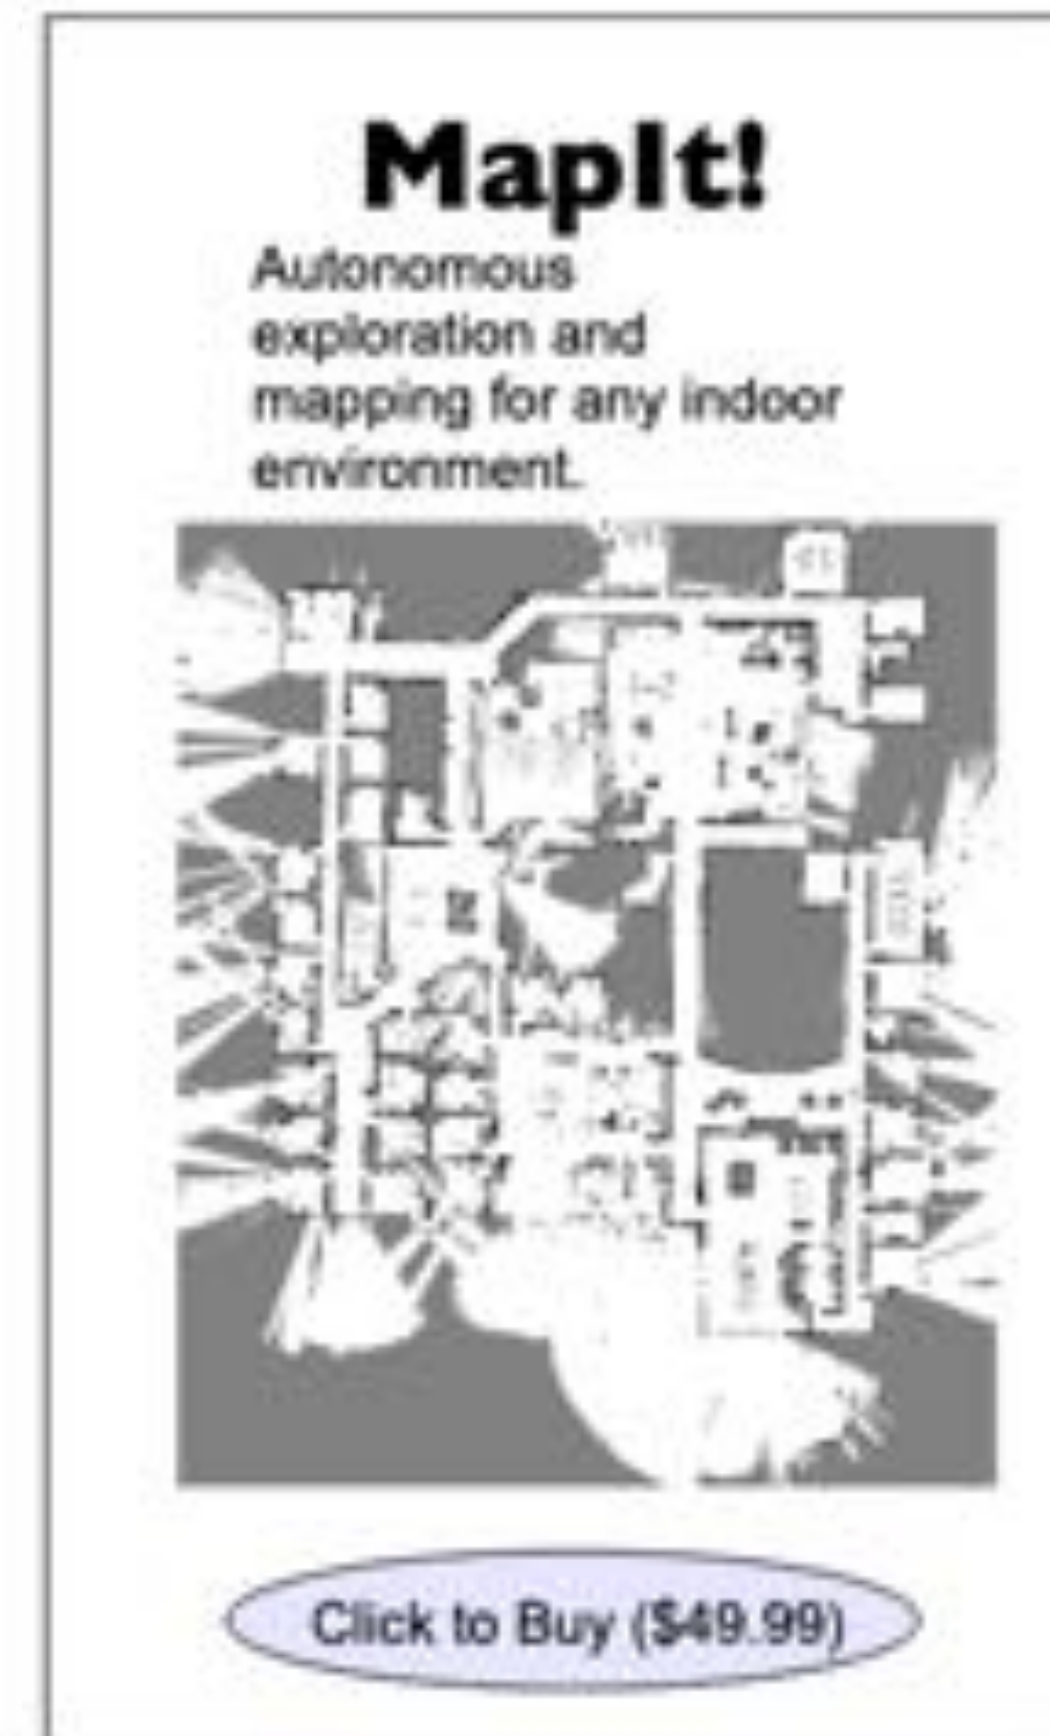 MapIt!
Autonomous
exploration and
mapping for any indoor
environment.
Click to Buy ($49.99)